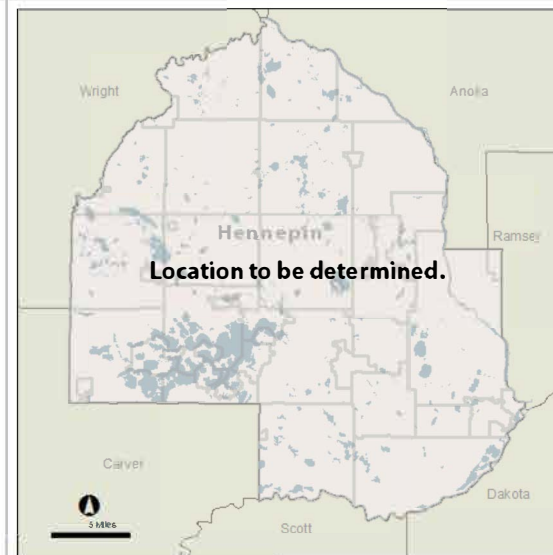 Wright
Anoka
Hennepin
Ramsey
Location to be determined.
Carver
Dakota
5 Miles
Scott